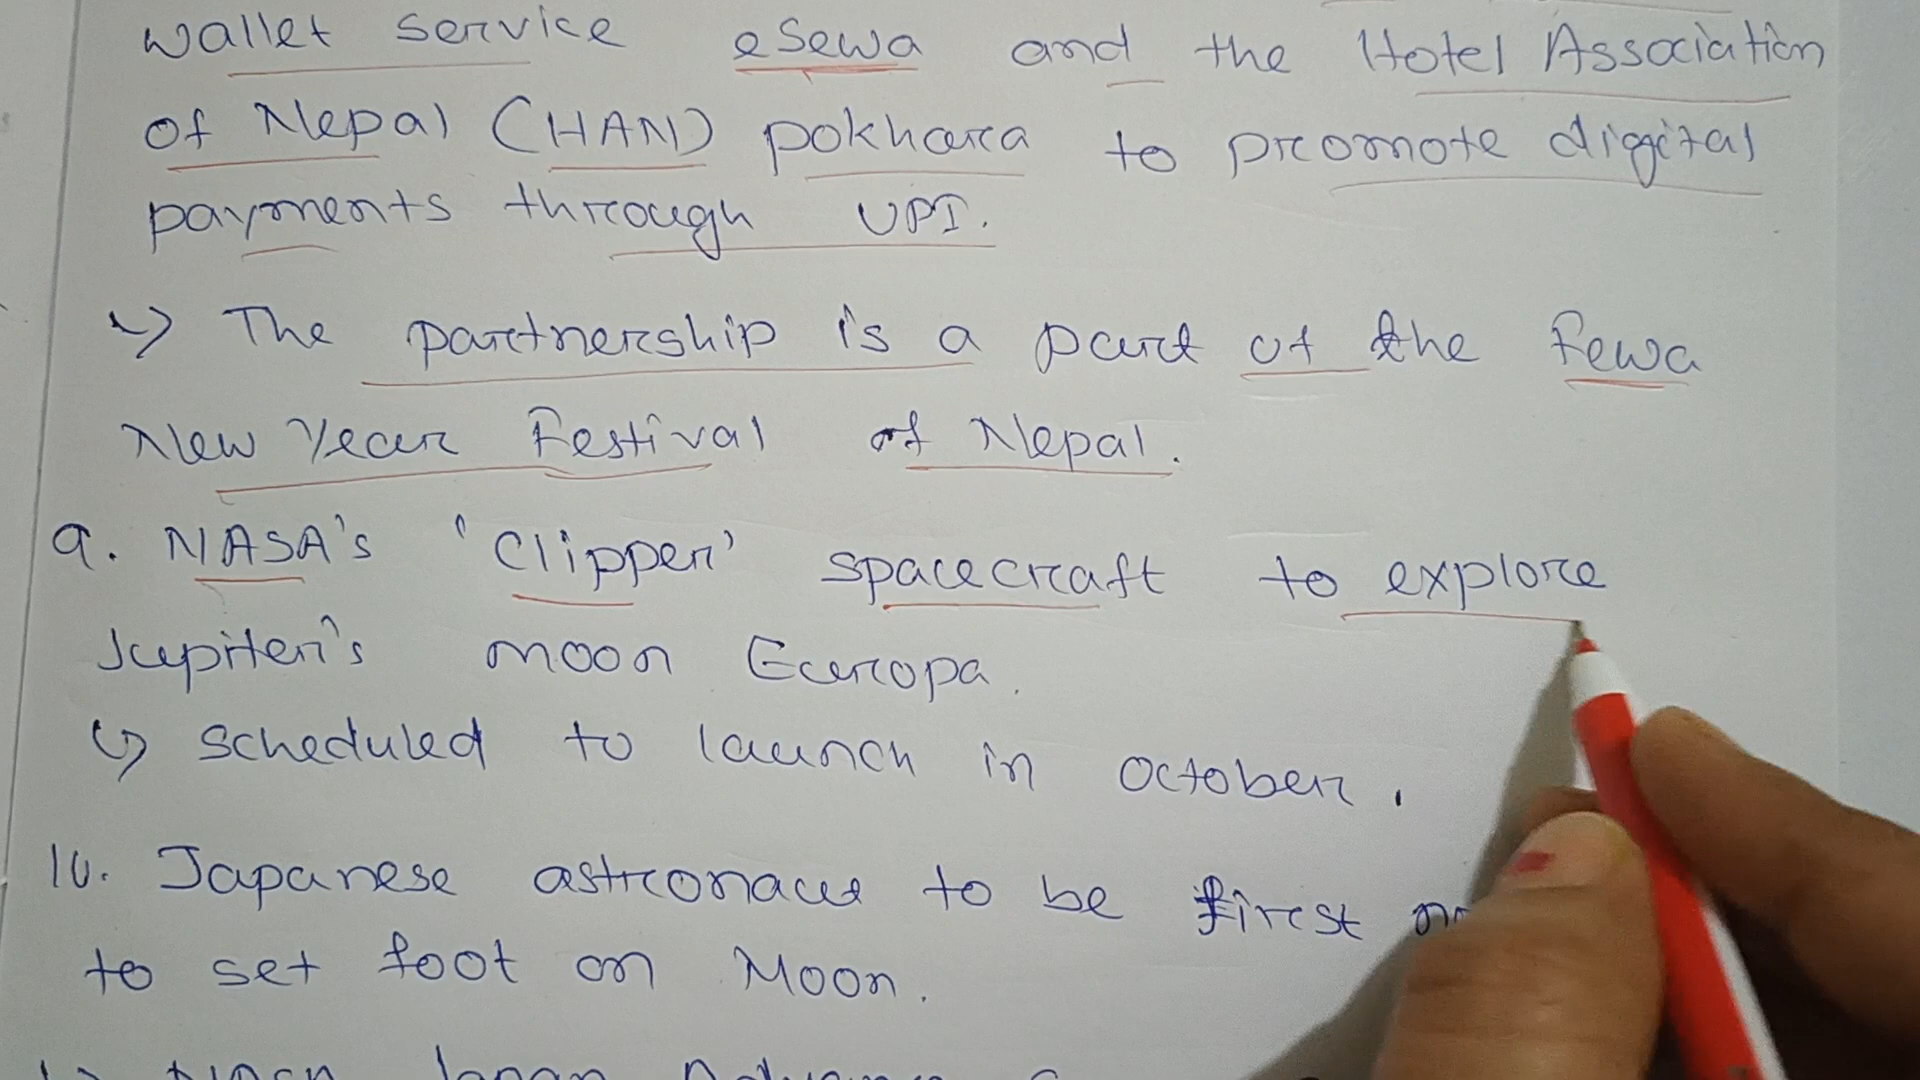 wallet service eSewa and the Hotel Association
of Nepal (HAN) pokhara to promote digital
payments through UPI.
↳ The partnership is a part of the Fewa
New Year Festival of Nepal.
9. NASA's 'Clipper' spacecraft to explore
Jupiter's moon Europa.
↳ scheduled to launch in October.
10. Japanese astronaut to be first
to set foot on Moon.
Japan